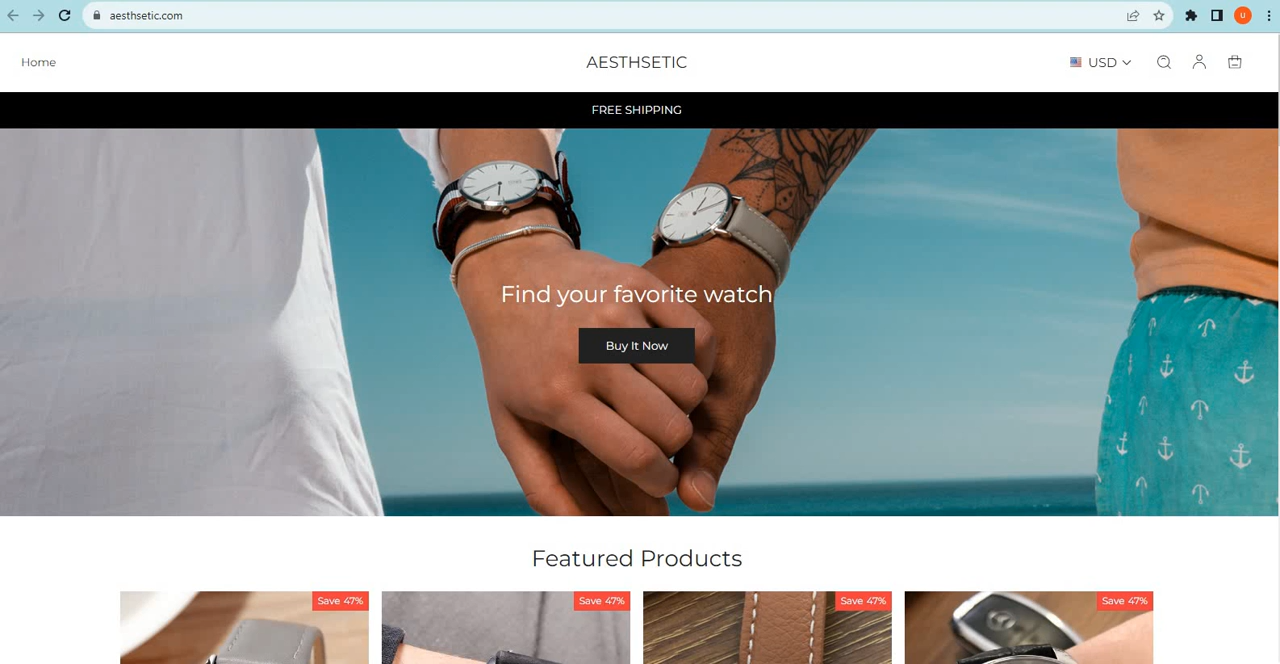 aesthsetic.com
u
Home
AESTHSETIC
USD
FREE SHIPPING
Find your favorite watch
Buy It Now
Featured Products
Save 47%
Save 47%
Save 47%
Save 47%